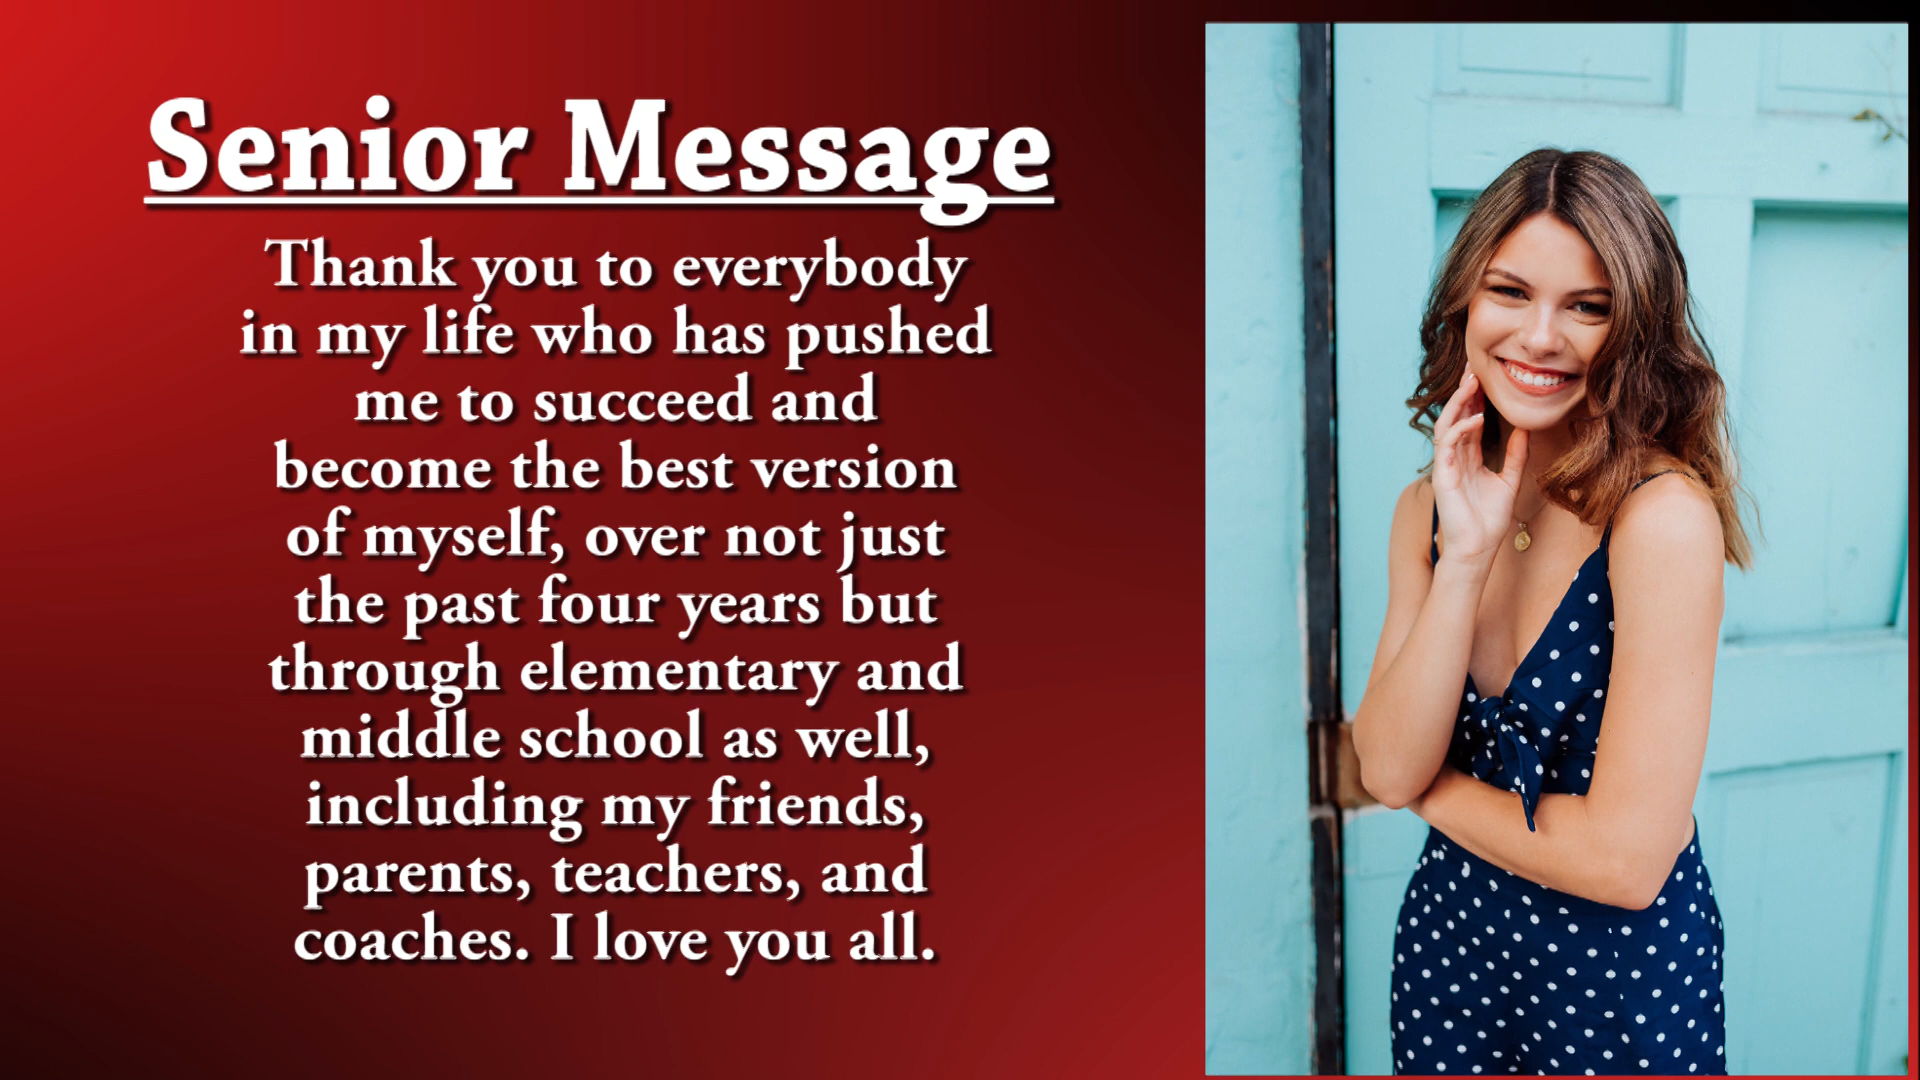 Senior Message
Thank you to everybody
in my life who has pushed
me to succeed and
become the best version
of myself, over not just
the past four years but
through elementary and
middle school as well,
including my friends,
parents, teachers, and
coaches. I love you all.